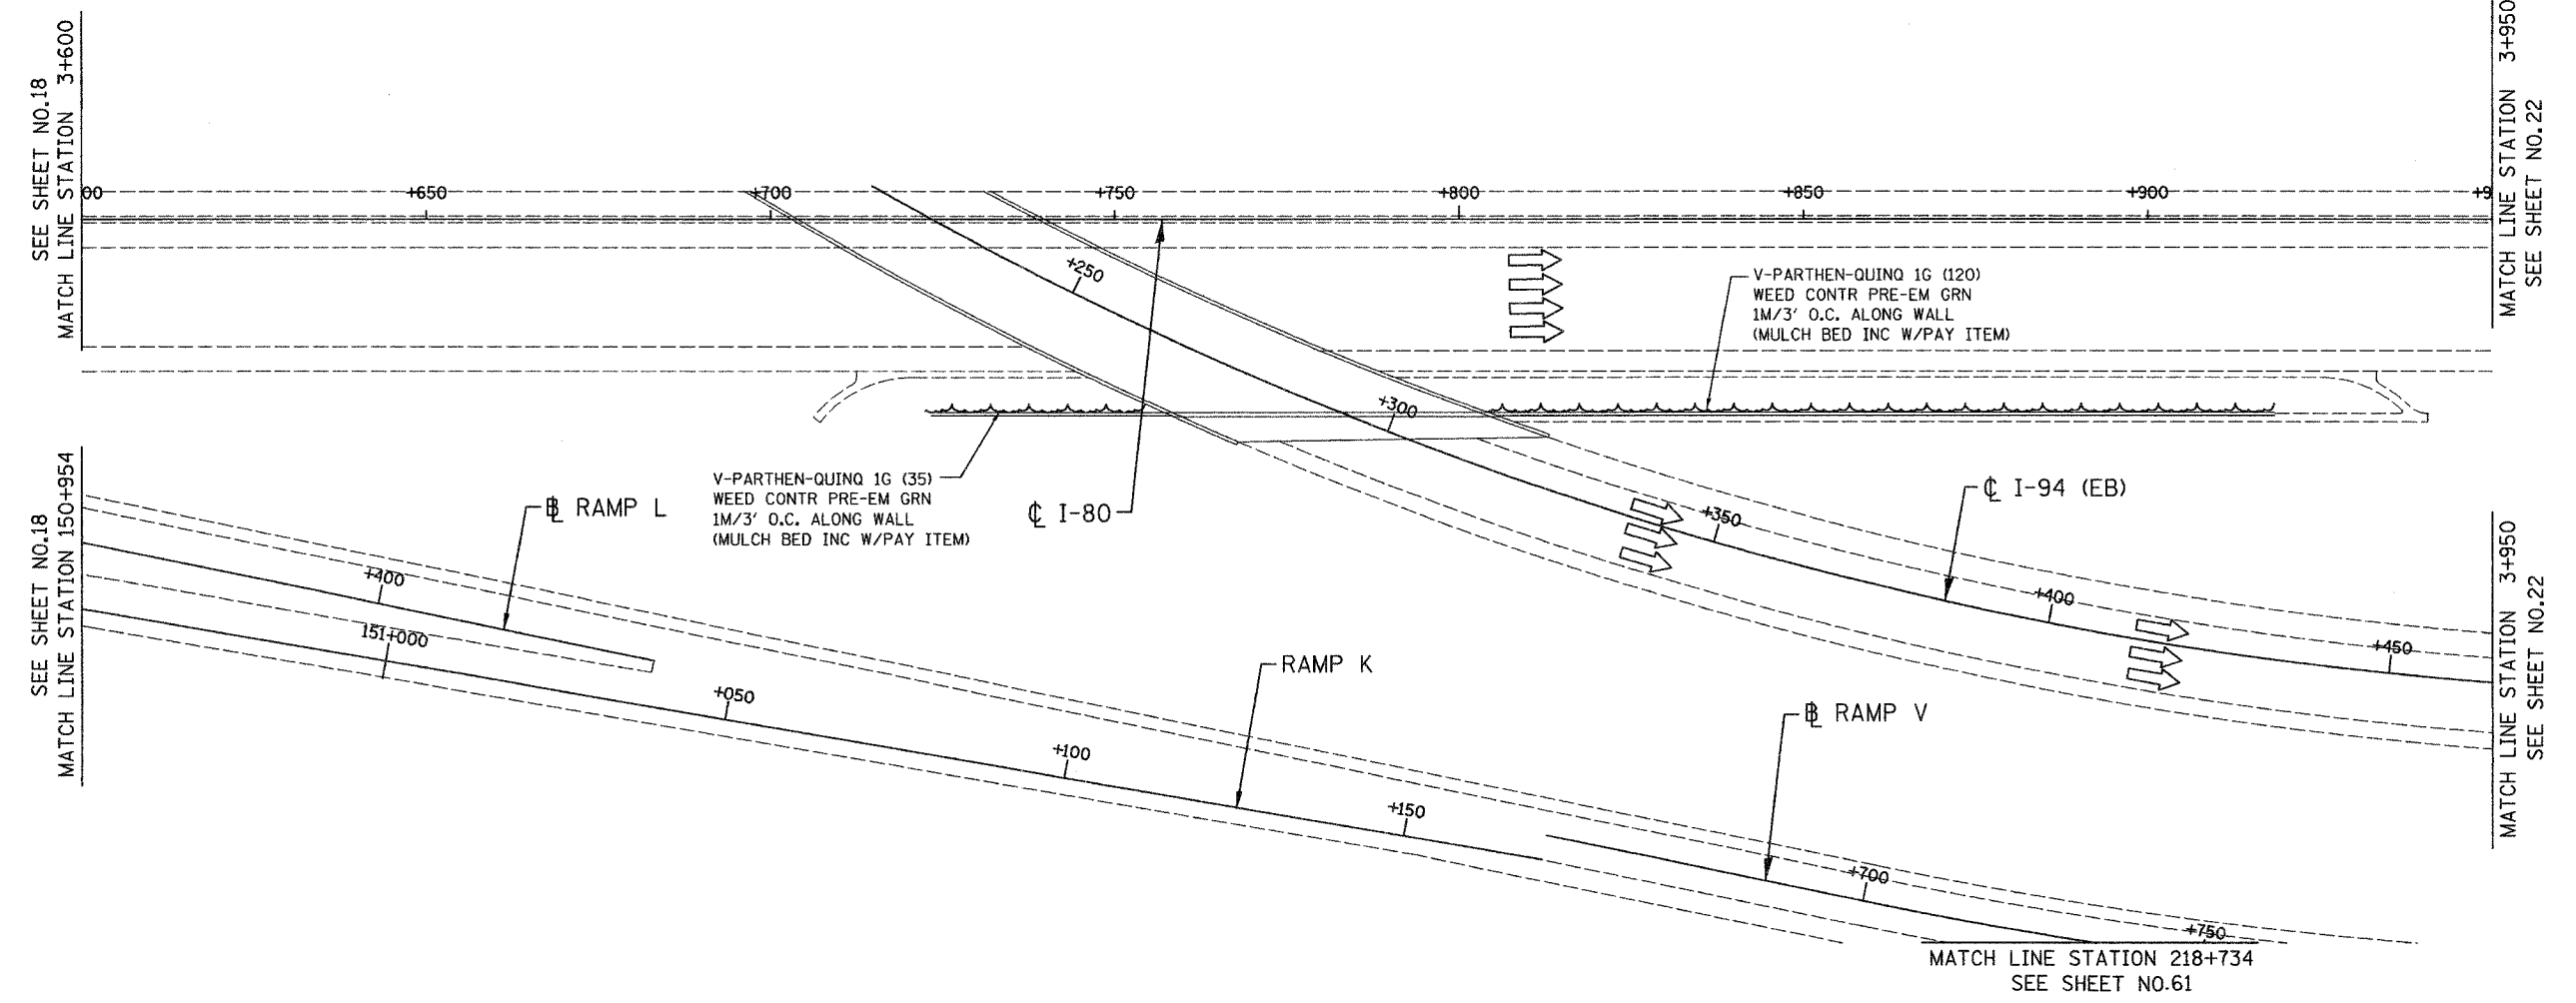 SEE SHEET NO.18
MATCH LINE STATION 3+600
MATCH LINE STATION 3+950
SEE SHEET NO.22
00
+650
+700
+750
+800
+850
+900
+9
+250
V-PARTHEN-QUINQ 1G (120)
WEED CONTR PRE-EM GRN
1M/3' O.C. ALONG WALL
(MULCH BED INC W/PAY ITEM)
+300
V-PARTHEN-QUINQ 1G (35)
WEED CONTR PRE-EM GRN
1M/3' O.C. ALONG WALL
(MULCH BED INC W/PAY ITEM)
℄ I-80
℄ I-94 (EB)
BL RAMP L
SEE SHEET NO.18
MATCH LINE STATION 150+954
MATCH LINE STATION 3+950
SEE SHEET NO.22
+350
+400
+400
+450
151+000
+050
RAMP K
BL RAMP V
+100
+150
+700
+750
MATCH LINE STATION 218+734
SEE SHEET NO.61